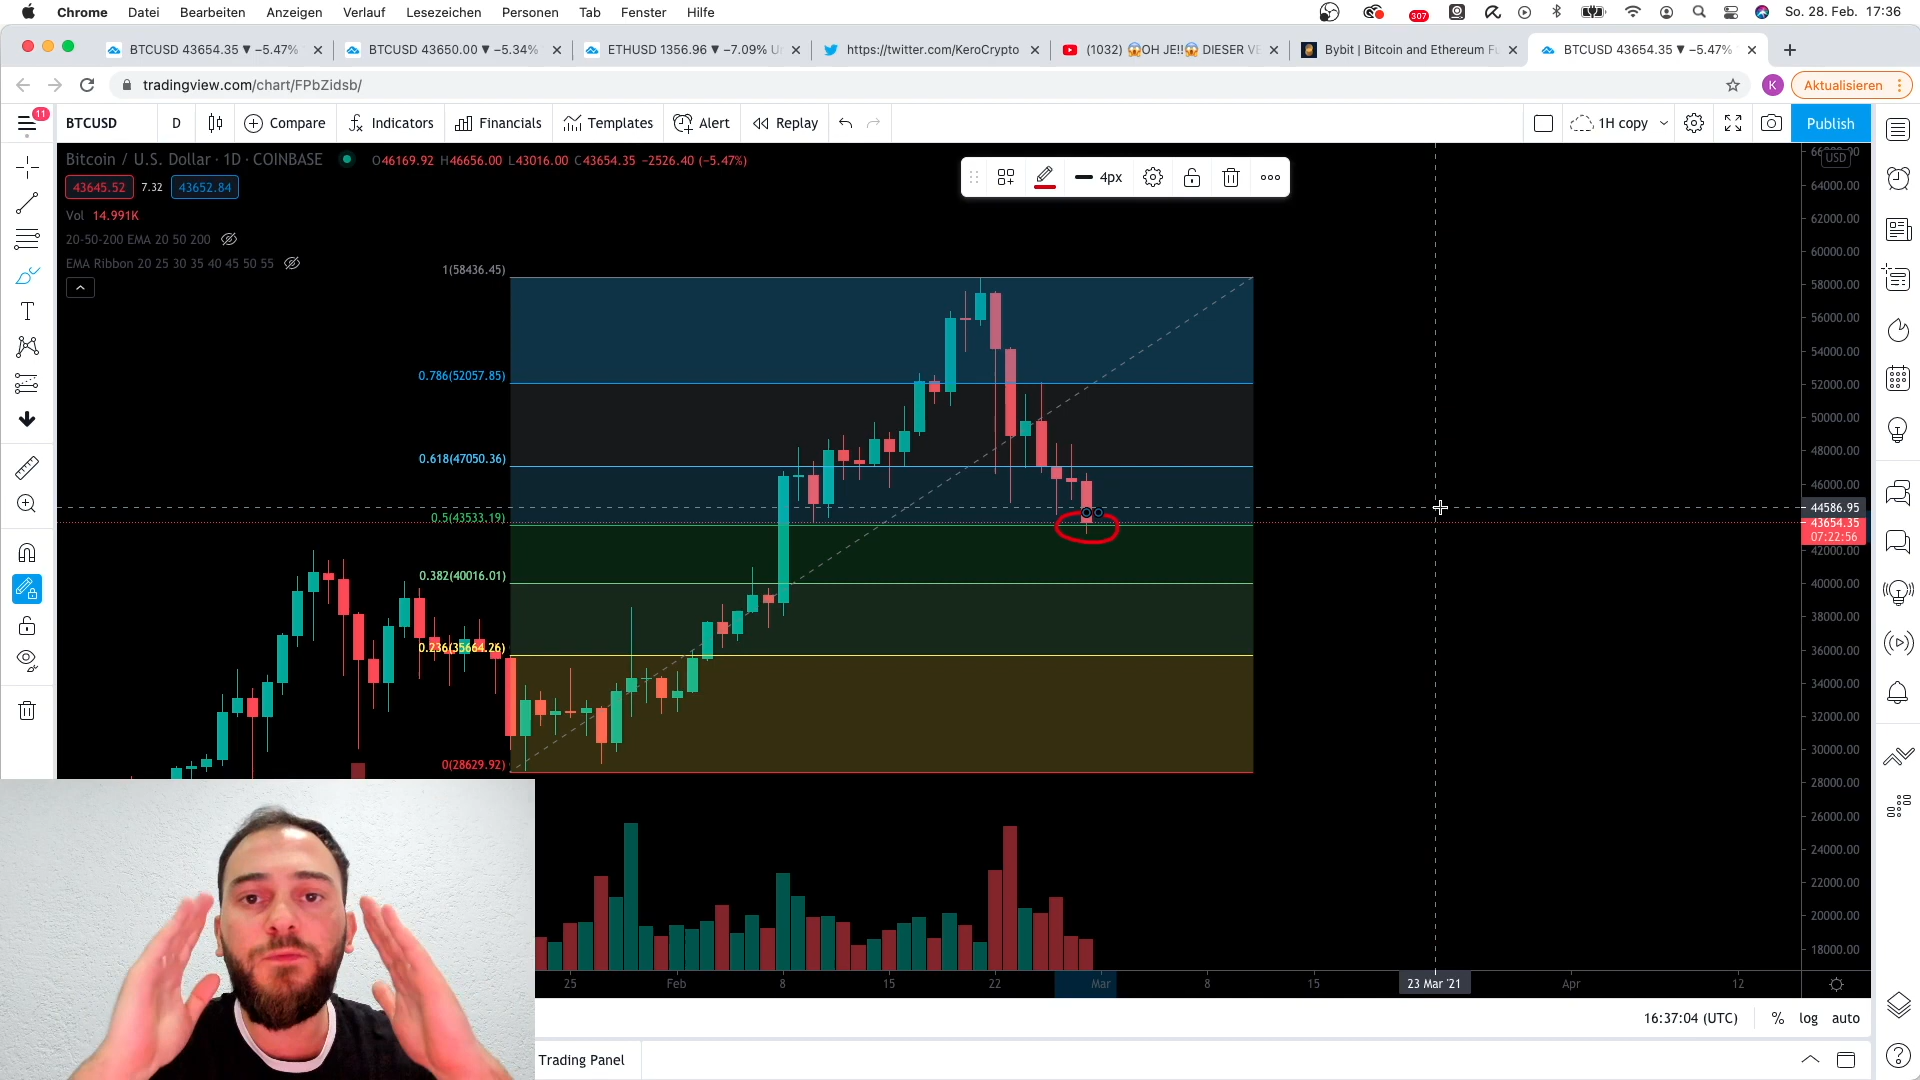 Chrome Datei Bearbeiten Anzeigen Verlauf Lesezeichen Personen Tab Fenster Hilfe
307 So. 28. Feb. 17:36
BTCUSD 43654.35 ▼ −5.47%
BTCUSD 43650.00 ▼ −5.34%
ETHUSD 1356.96 ▼ −7.09%
https://twitter.com/KeroCrypto
(1032) 😱OH JE!!😱 DIESER VE
Bybit | Bitcoin and Ethereum Fu
BTCUSD 43654.35 ▼ −5.47%
tradingview.com/chart/FPbZidsb/
K Aktualisieren
11
BTCUSD D Compare Indicators Financials Templates Alert Replay 1H copy Publish
Bitcoin / U.S. Dollar · 1D · COINBASE O46169.92 H46656.00 L43016.00 C43654.35 −2526.40 (−5.47%)
43645.52 7.32 43652.84
Vol 14.991K
20-50-200 EMA 20 50 200
EMA Ribbon 20 25 30 35 40 45 50 55
4px
USD
1(58436.45)
0.786(52057.85)
0.618(47050.36)
0.5(43533.19)
0.382(40016.01)
0.236(35664.26)
0(28629.92)
64000.00
62000.00
60000.00
58000.00
56000.00
54000.00
52000.00
50000.00
48000.00
46000.00
44586.95
43654.35
07:22:56
42000.00
40000.00
38000.00
36000.00
34000.00
32000.00
30000.00
28000.00
26000.00
24000.00
22000.00
20000.00
18000.00
25 Feb 8 15 22 Mar 8 15 23 Mar '21 Apr 12
16:37:04 (UTC) % log auto
Trading Panel